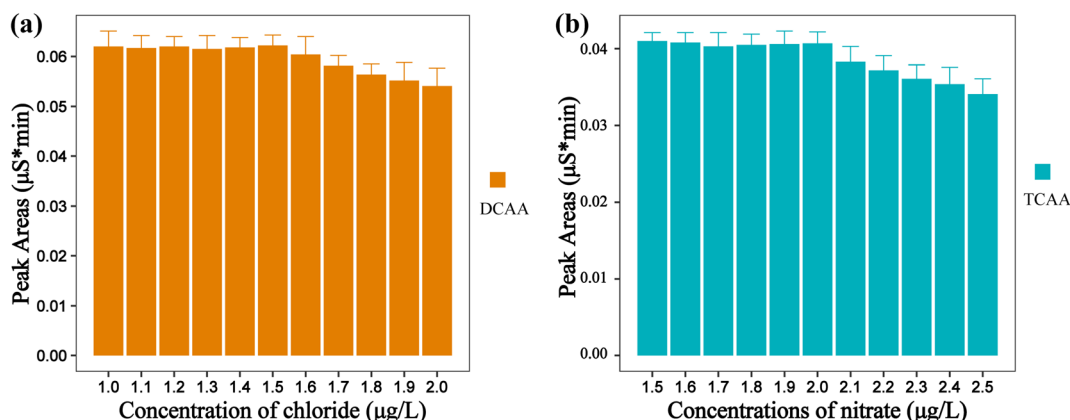 (a)
Peak Areas (μS*min)
0.06
0.05
0.04
0.03
0.02
0.01
0.00
1.0 1.1 1.2 1.3 1.4 1.5 1.6 1.7 1.8 1.9 2.0
Concentration of chloride (μg/L)
DCAA
(b)
Peak Areas (μS*min)
0.04
0.03
0.02
0.01
0.00
1.5 1.6 1.7 1.8 1.9 2.0 2.1 2.2 2.3 2.4 2.5
Concentrations of nitrate (μg/L)
TCAA